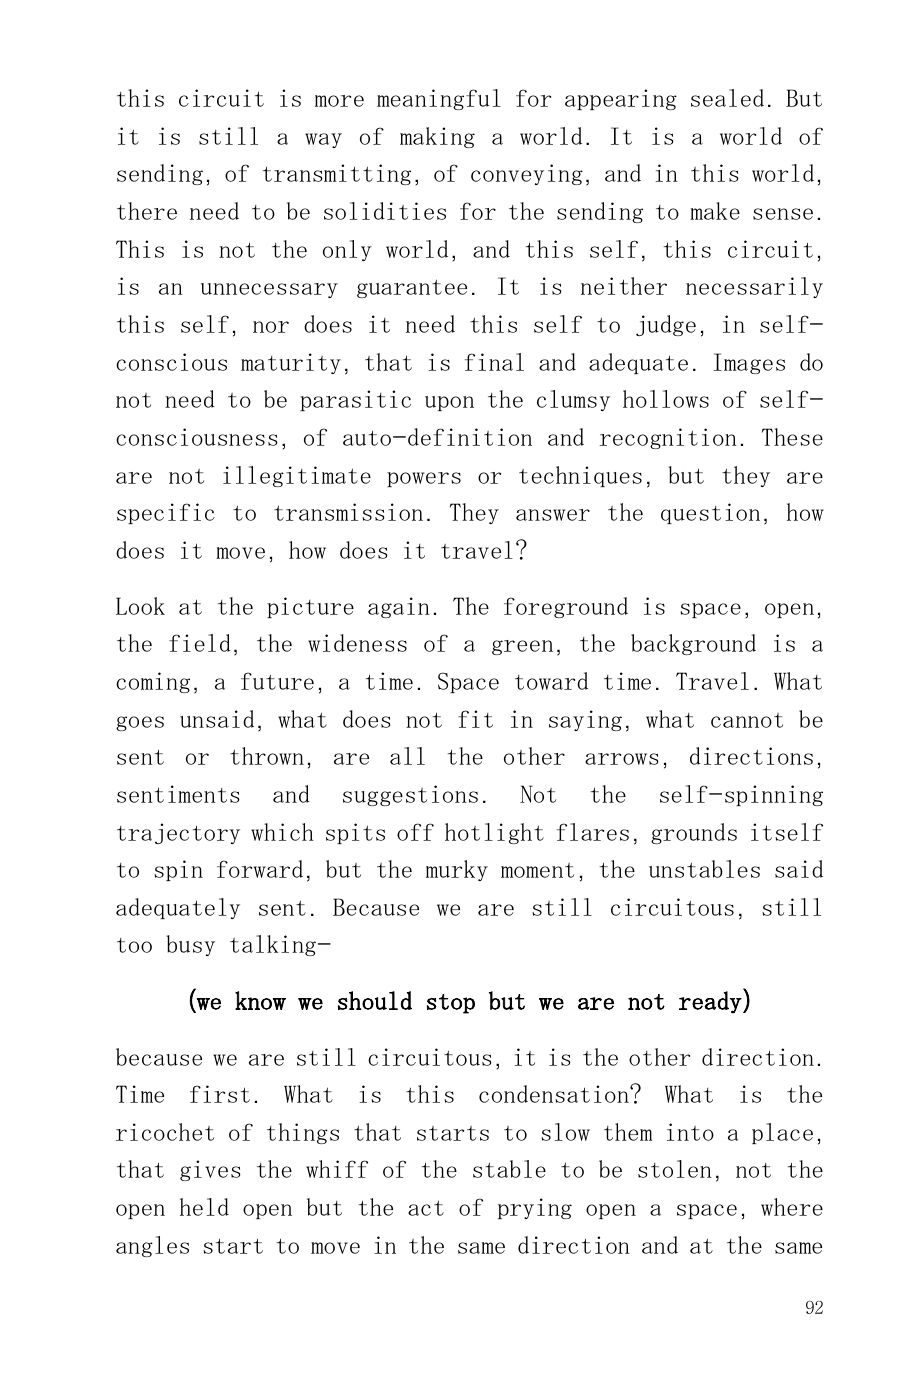 this circuit is more meaningful for appearing sealed. But
it is still a way of making a world. It is a world of
sending, of transmitting, of conveying, and in this world,
there need to be solidities for the sending to make sense.
This is not the only world, and this self, this circuit,
is an unnecessary guarantee. It is neither necessarily
this self, nor does it need this self to judge, in self-
conscious maturity, that is final and adequate. Images do
not need to be parasitic upon the clumsy hollows of self-
consciousness, of auto-definition and recognition. These
are not illegitimate powers or techniques, but they are
specific to transmission. They answer the question, how
does it move, how does it travel?
Look at the picture again. The foreground is space, open,
the field, the wideness of a green, the background is a
coming, a future, a time. Space toward time. Travel. What
goes unsaid, what does not fit in saying, what cannot be
sent or thrown, are all the other arrows, directions,
sentiments and suggestions. Not the self-spinning
trajectory which spits off hotlight flares, grounds itself
to spin forward, but the murky moment, the unstables said
adequately sent. Because we are still circuitous, still
too busy talking-
(we know we should stop but we are not ready)
because we are still circuitous, it is the other direction.
Time first. What is this condensation? What is the
ricochet of things that starts to slow them into a place,
that gives the whiff of the stable to be stolen, not the
open held open but the act of prying open a space, where
angles start to move in the same direction and at the same
92